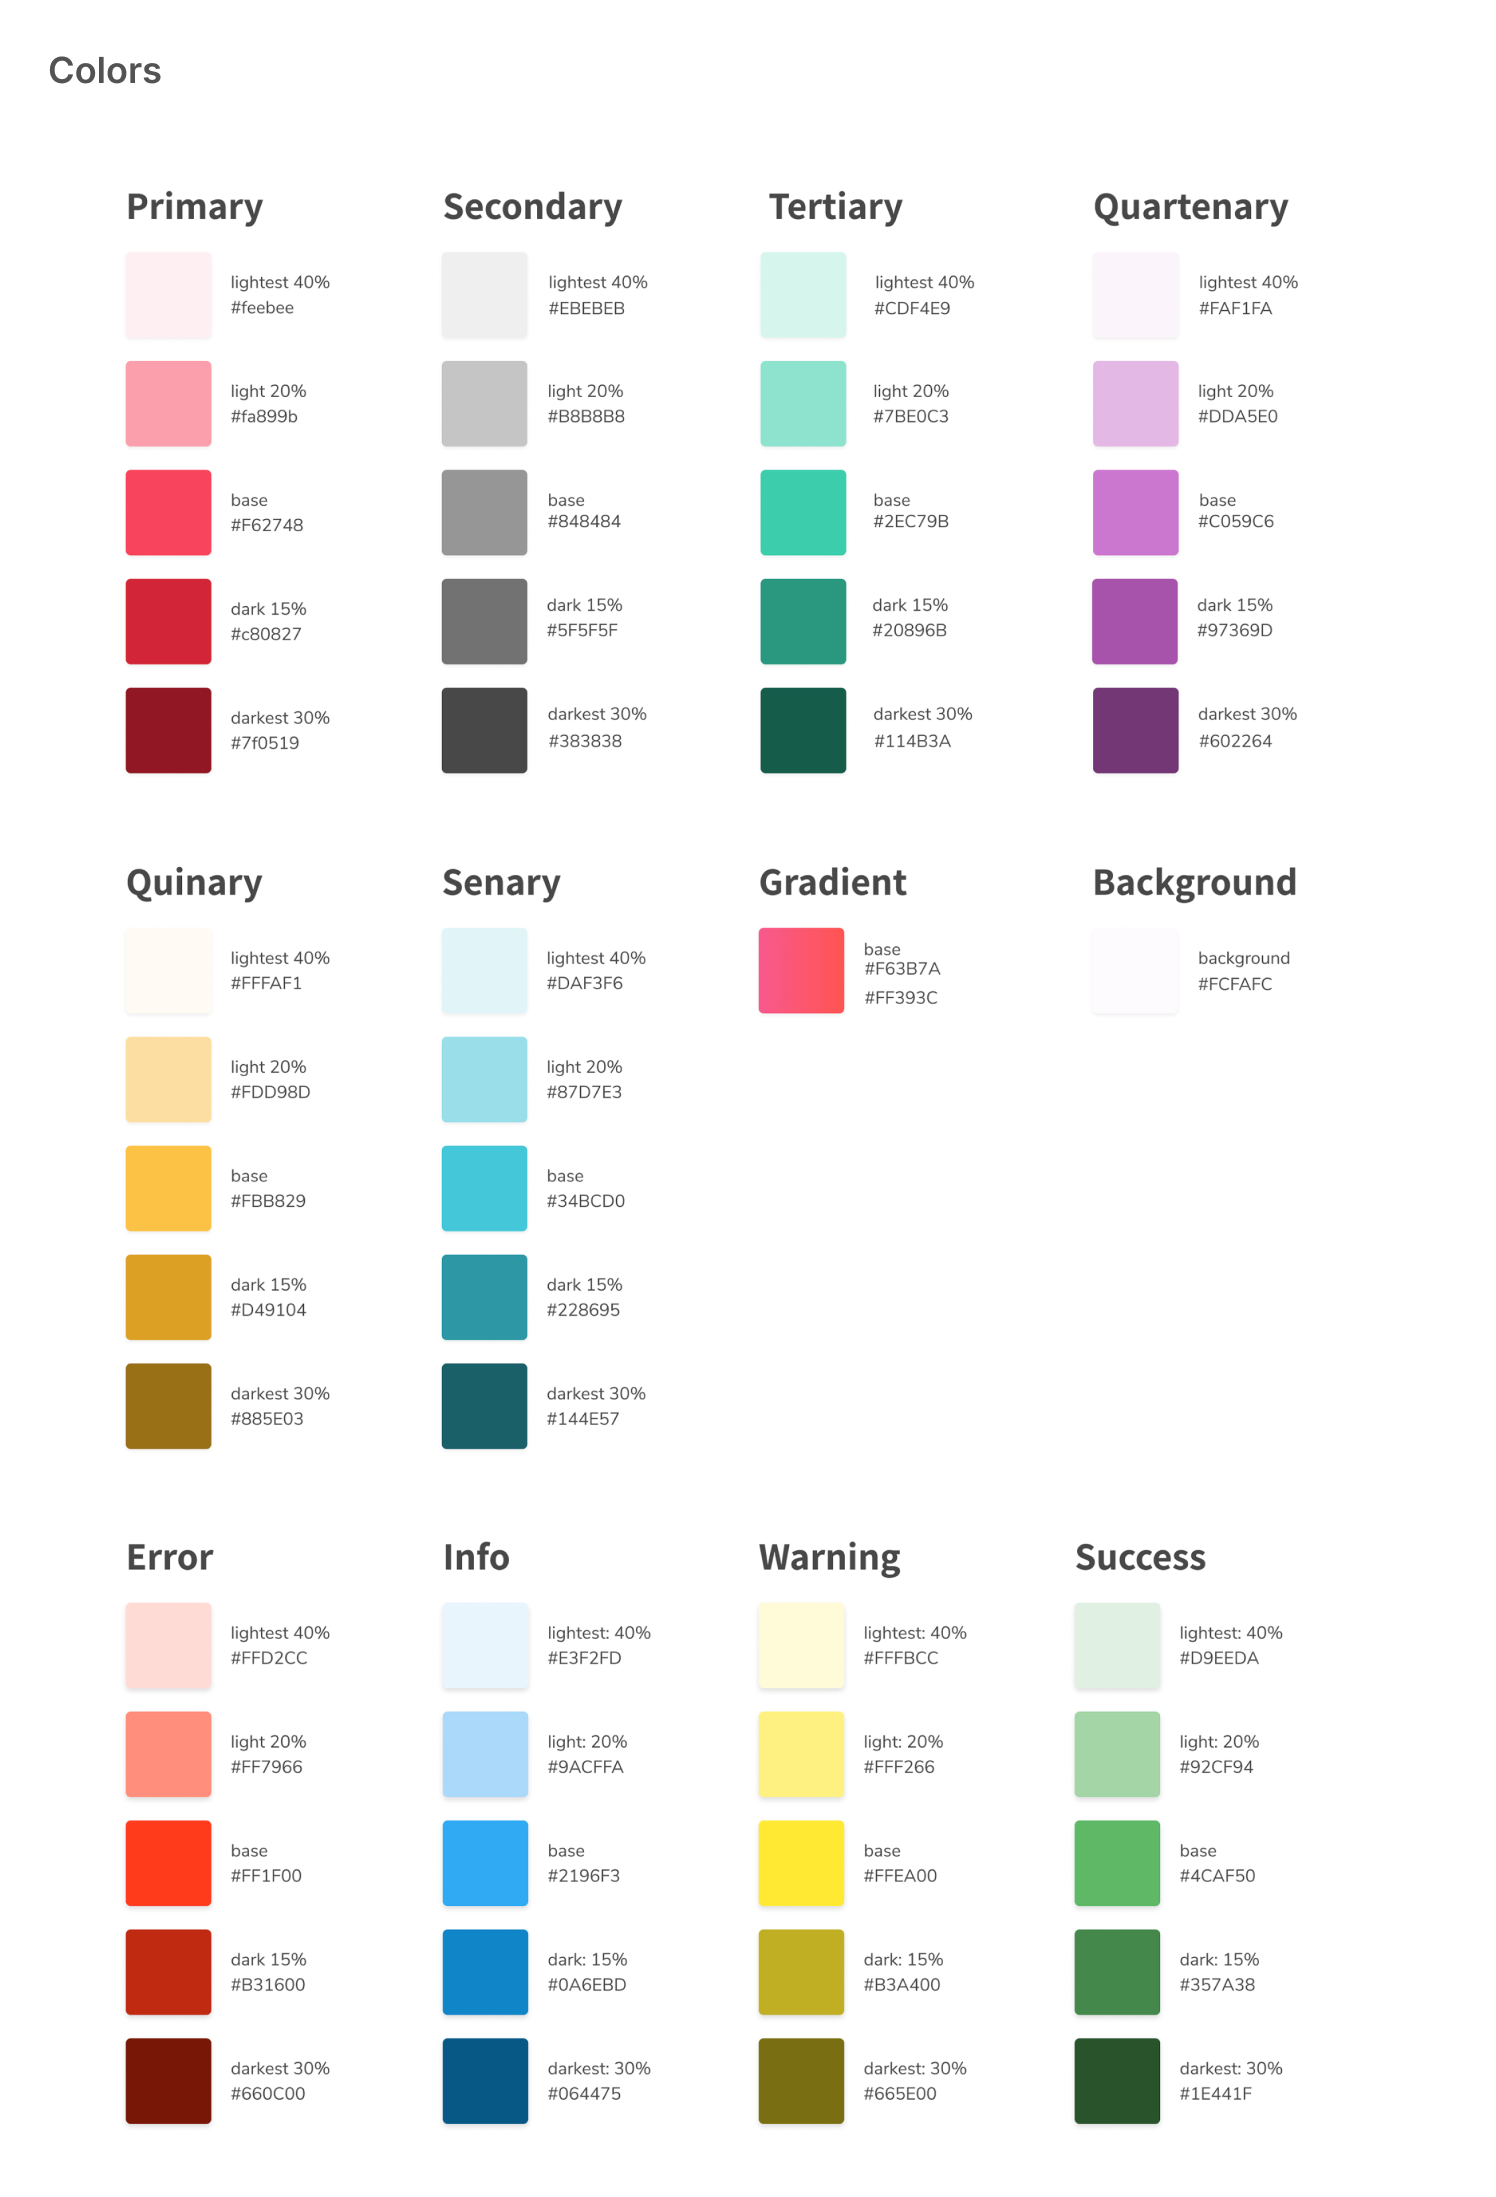 Colors
Primary
lightest 40%
#feebee
light 20%
#fa899b
base
#F62748
dark 15%
#c80827
darkest 30%
#7f0519
Secondary
lightest 40%
#EBEBEB
light 20%
#B8B8B8
base
#848484
dark 15%
#5F5F5F
darkest 30%
#383838
Tertiary
lightest 40%
#CDF4E9
light 20%
#7BE0C3
base
#2EC79B
dark 15%
#20896B
darkest 30%
#114B3A
Quartenary
lightest 40%
#FAF1FA
light 20%
#DDA5E0
base
#C059C6
dark 15%
#97369D
darkest 30%
#602264
Quinary
lightest 40%
#FFFAF1
light 20%
#FDD98D
base
#FBB829
dark 15%
#D49104
darkest 30%
#885E03
Senary
lightest 40%
#DAF3F6
light 20%
#87D7E3
base
#34BCD0
dark 15%
#228695
darkest 30%
#144E57
Gradient
base
#F63B7A
#FF393C
Background
background
#FCFAFC
Error
lightest 40%
#FFD2CC
light 20%
#FF7966
base
#FF1F00
dark 15%
#B31600
darkest 30%
#660C00
Info
lightest: 40%
#E3F2FD
light: 20%
#9ACFFA
base
#2196F3
dark: 15%
#0A6EBD
darkest: 30%
#064475
Warning
lightest: 40%
#FFFBCC
light: 20%
#FFF266
base
#FFEA00
dark: 15%
#B3A400
darkest: 30%
#665E00
Success
lightest: 40%
#D9EEDA
light: 20%
#92CF94
base
#4CAF50
dark: 15%
#357A38
darkest: 30%
#1E441F